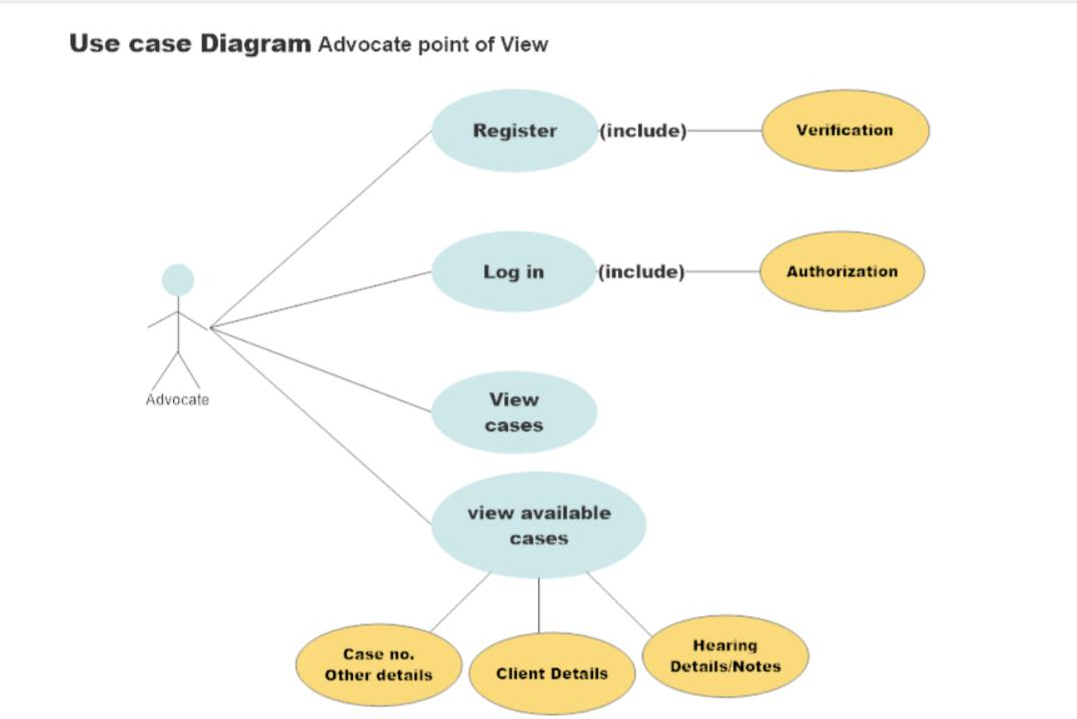 Use case Diagram Advocate point of View
Register
(include)
Verification
Log in
(include)
Authorization
Advocate
View
cases
view available
cases
Case no.
Other details
Client Details
Hearing
Details/Notes